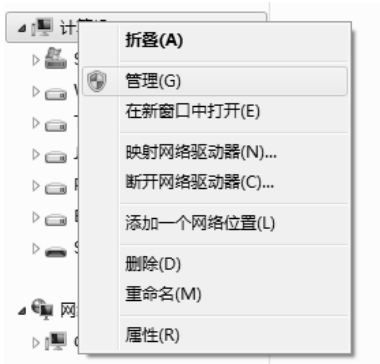 计
折叠(A)
管理(G)
在新窗口中打开(E)
映射网络驱动器(N)...
断开网络驱动器(C)...
添加一个网络位置(L)
删除(D)
重命名(M)
网
属性(R)